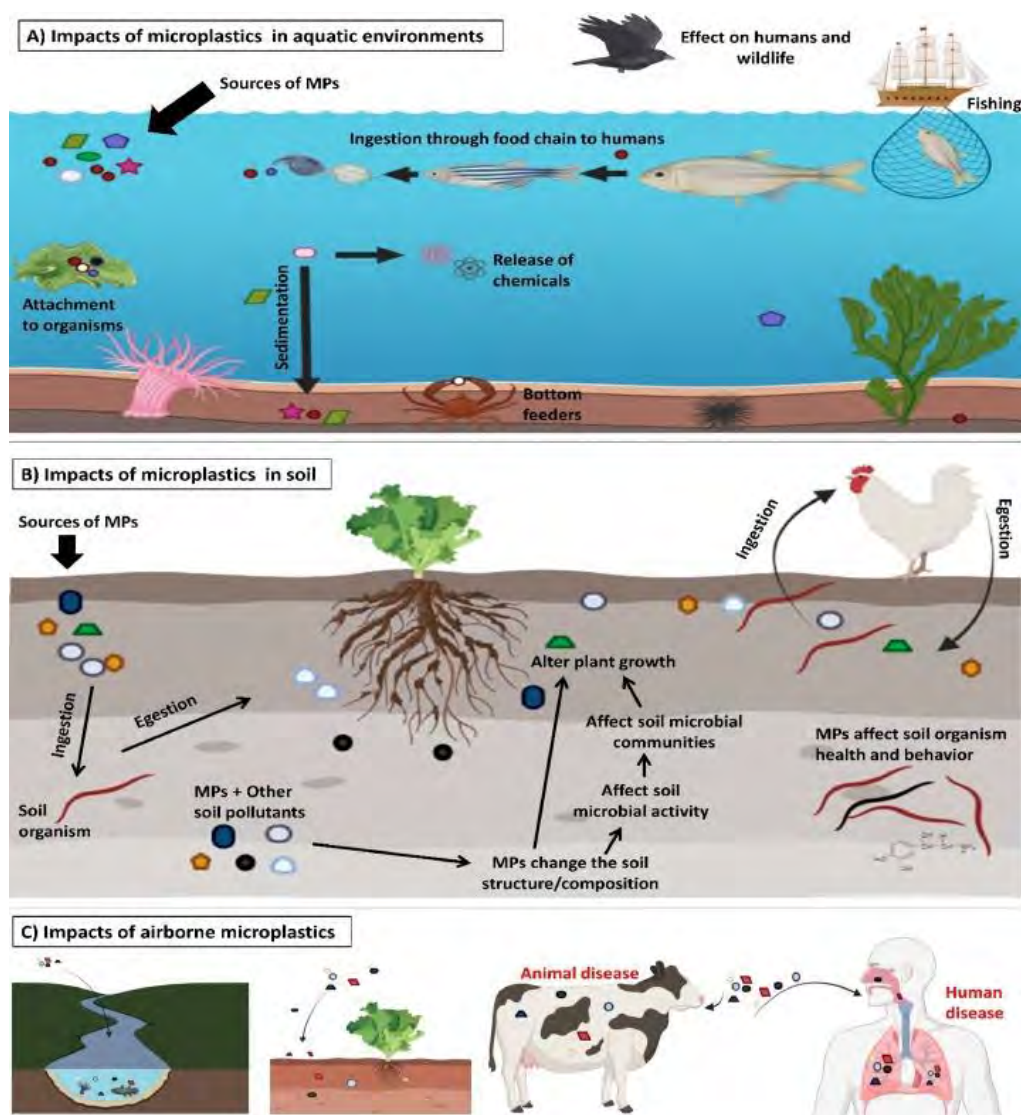 A) Impacts of microplastics in aquatic environments
Effect on humans and
wildlife
Sources of MPs
Fishing
Ingestion through food chain to humans
Release of
chemicals
Attachment
to organisms
Sedimentation
Bottom
feeders
B) Impacts of microplastics in soil
Sources of MPs
Ingestion
Egestion
Alter plant growth
Ingestion
Egestion
Affect soil microbial
communities
MPs affect soil organism
health and behavior
Soil
organism
MPs + Other
soil pollutants
Affect soil
microbial activity
MPs change the soil
structure/composition
C) Impacts of airborne microplastics
Animal disease
Human
disease